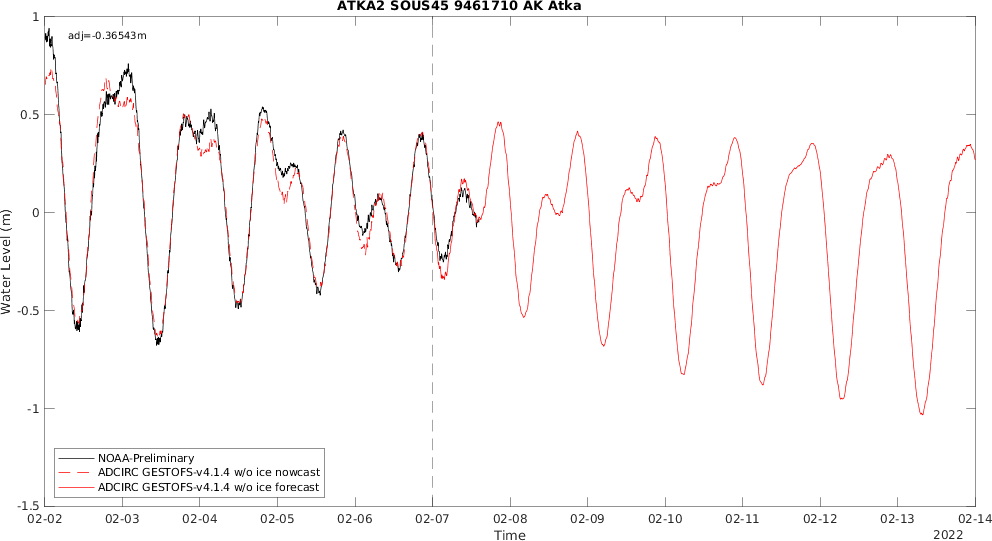 ATKA2 SOUS45 9461710 AK Atka
adj=-0.36543m
1
0.5
0
-0.5
-1
-1.5
Water Level (m)
NOAA-Preliminary
ADCIRC GESTOFS-v4.1.4 w/o ice nowcast
ADCIRC GESTOFS-v4.1.4 w/o ice forecast
02-02 02-03 02-04 02-05 02-06 02-07 02-08 02-09 02-10 02-11 02-12 02-13 02-14
Time
2022